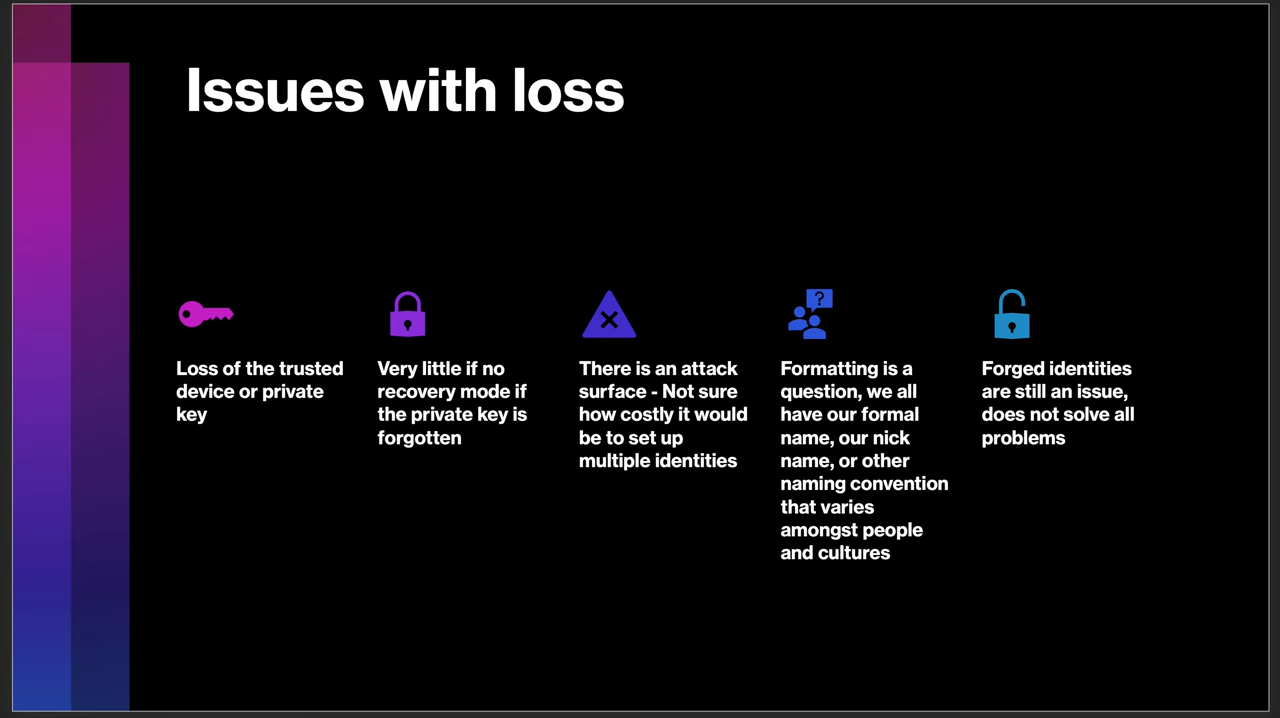 Issues with loss
Loss of the trusted
device or private
key
Very little if no
recovery mode if
the private key is
forgotten
There is an attack
surface - Not sure
how costly it would
be to set up
multiple identities
Formatting is a
question, we all
have our formal
name, our nick
name, or other
naming convention
that varies
amongst people
and cultures
Forged identities
are still an issue,
does not solve all
problems